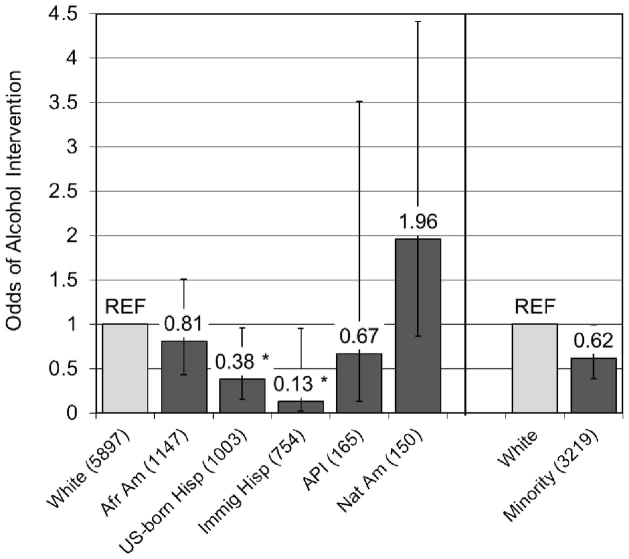 Odds of Alcohol Intervention
4.5
4
3.5
3
2.5
2
1.5
1
0.5
0
REF
0.81
0.38 *
0.13 *
0.67
1.96
REF
0.62
White (5897)
Afr Am (1147)
US-born Hisp (1003)
Immig Hisp (754)
API (165)
Nat Am (150)
White
Minority (3219)